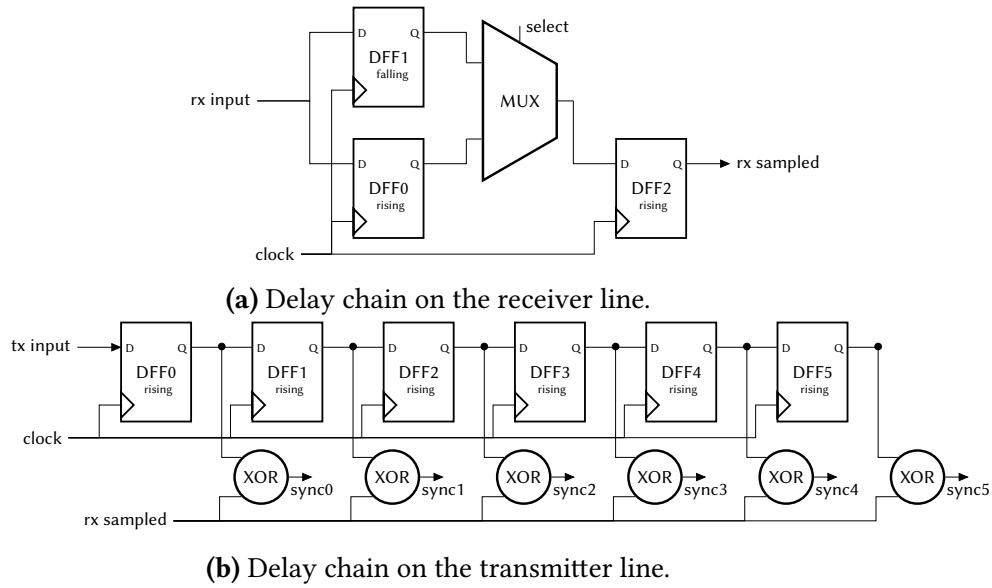 select
D Q
DFF1
falling
rx input
MUX
D Q
DFF0
rising
D Q
DFF2
rising
rx sampled
clock
(a) Delay chain on the receiver line.
tx input
D Q
DFF0
rising
D Q
DFF1
rising
D Q
DFF2
rising
D Q
DFF3
rising
D Q
DFF4
rising
D Q
DFF5
rising
clock
XOR
sync0
XOR
sync1
XOR
sync2
XOR
sync3
XOR
sync4
XOR
sync5
rx sampled
(b) Delay chain on the transmitter line.